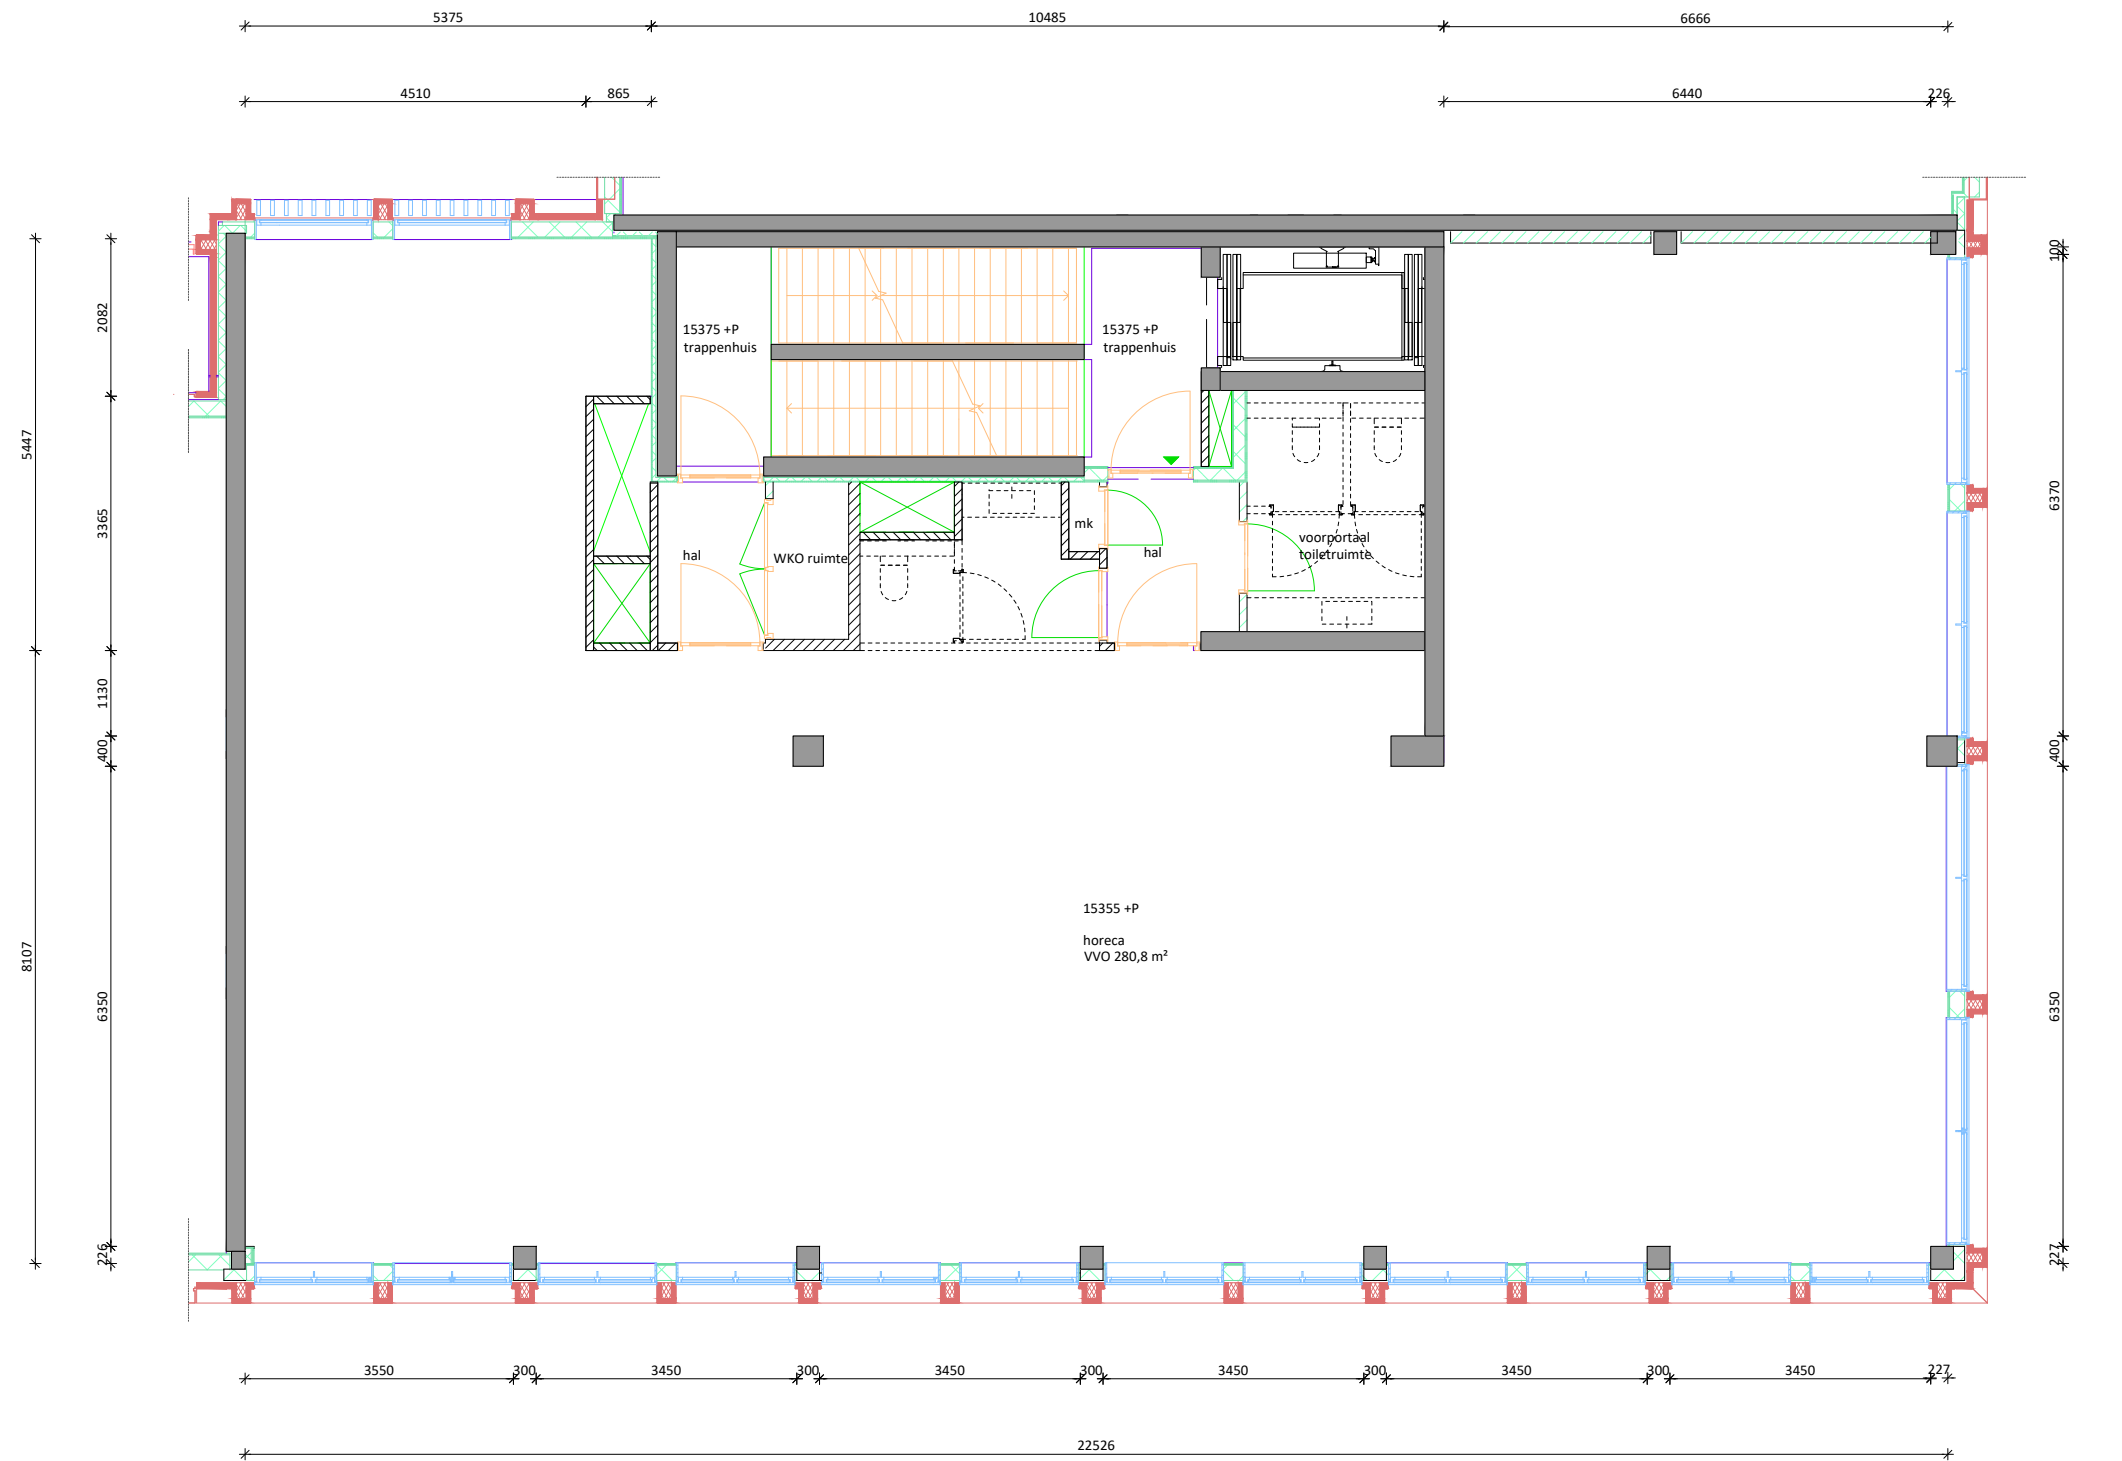 5375
10485
6666
4510
865
6440
226
100
2082
15375 +P
trappenhuis
15375 +P
trappenhuis
5447
3365
6370
mk
hal
WKO ruimte
hal
voorportaal
toiletruimte
1130
400
400
15355 +P
horeca
VVO 280,8 m²
8107
6350
6350
226
227
3550
300
3450
300
3450
300
3450
300
3450
300
3450
227
22526